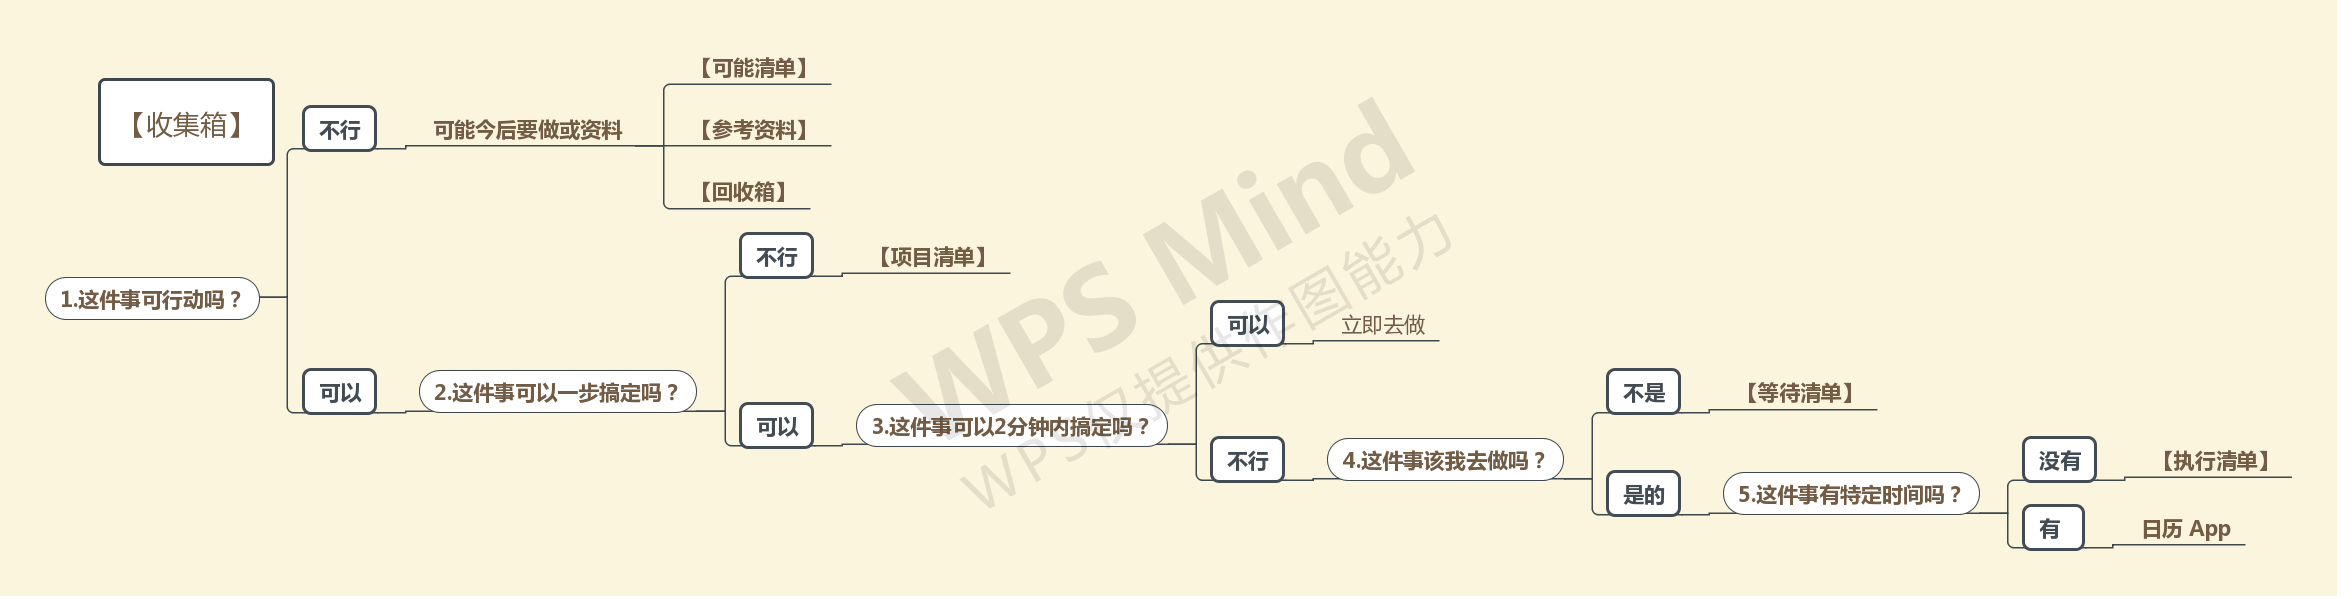 【收集箱】
1.这件事可行动吗？
不行
可能今后要做或资料
【可能清单】
【参考资料】
【回收箱】
可以
2.这件事可以一步搞定吗？
不行
【项目清单】
可以
3.这件事可以2分钟内搞定吗？
可以
立即去做
不行
4.这件事该我去做吗？
不是
【等待清单】
是的
5.这件事有特定时间吗？
没有
【执行清单】
有
日历 App
WPS Mind
WPS仅提供作图能力